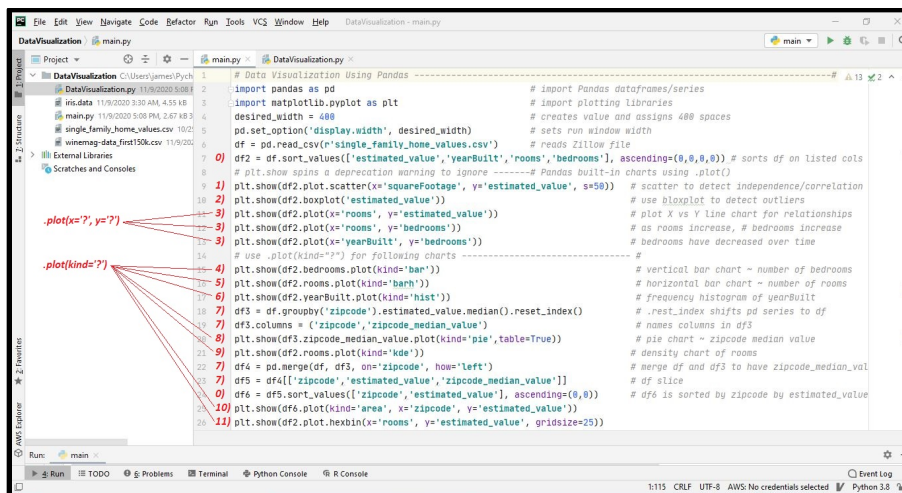 PC File Edit View Navigate Code Refactor Run Tools VCS Window Help DataVisualization - main.py
DataVisualization main.py main
Project main.py DataVisualization.py
DataVisualization C:\Users\james\Pych
DataVisualization.py 11/9/2020 5:08 P
iris.data 11/9/2020 3:30 AM, 4.55 kB
main.py 11/9/2020 5:08 PM, 2.67 kB 3
single_family_home_values.csv 10/25
winemag-data_first150k.csv 11/9/202
External Libraries
Scratches and Consoles
1: Project
Z: Structure
2: Favorites
AWS Explorer
13 2
1 # Data Visualization Using Pandas ----------------------------------------------------------------#
2 import pandas as pd # import Pandas dataframes/series
3 import matplotlib.pyplot as plt # import plotting libraries
4 desired_width = 400 # creates value and assigns 400 spaces
5 pd.set_option('display.width', desired_width) # sets run window width
6 df = pd.read_csv(r'single_family_home_values.csv') # reads Zillow file
7 0) df2 = df.sort_values(['estimated_value','yearBuilt','rooms','bedrooms'], ascending=(0,0,0,0)) # sorts df on listed cols
8 # plt.show spins a deprecation warning to ignore -------# Pandas built-in charts using .plot()
1) plt.show(df2.plot.scatter(x='squareFootage', y='estimated_value', s=50)) # scatter to detect independence/correlation
2) plt.show(df2.boxplot('estimated_value')) # use bloxplot to detect outliers
3) plt.show(df2.plot(x='rooms', y='estimated_value')) # plot X vs Y line chart for relationships
.plot(x='?', y='?')
3) plt.show(df2.plot(x='rooms', y='bedrooms')) # as rooms increase, # bedrooms increase
3) plt.show(df2.plot(x='yearBuilt', y='bedrooms')) # bedrooms have decreased over time
14 # use .plot(kind="?") for following charts -------------------------------- #
.plot(kind='?')
4) plt.show(df2.bedrooms.plot(kind='bar')) # vertical bar chart ~ number of bedrooms
5) plt.show(df2.rooms.plot(kind='barh')) # horizontal bar chart ~ number of rooms
6) plt.show(df2.yearBuilt.plot(kind='hist')) # frequency histogram of yearBuilt
18 7) df3 = df.groupby('zipcode').estimated_value.median().reset_index() # .rest_index shifts pd series to df
7) df3.columns = ('zipcode','zipcode_median_value') # names columns in df3
8) plt.show(df3.zipcode_median_value.plot(kind='pie',table=True)) # pie chart ~ zipcode median value
9) plt.show(df2.rooms.plot(kind='kde')) # density chart of rooms
22 7) df4 = pd.merge(df, df3, on='zipcode', how='left') # merge df and df3 to have zipcode_median_val
7) df5 = df4[['zipcode','estimated_value','zipcode_median_value']] # df slice
0) df6 = df5.sort_values(['zipcode','estimated_value'], ascending=(0,0)) # df6 is sorted by zipcode by estimated_value
10) plt.show(df6.plot(kind='area', x='zipcode', y='estimated_value'))
26 11) plt.show(df2.plot.hexbin(x='rooms', y='estimated_value', gridsize=25))
Run: main
4: Run TODO 6: Problems Terminal Python Console R Console Event Log
1:115 CRLF UTF-8 AWS: No credentials selected Python 3.8